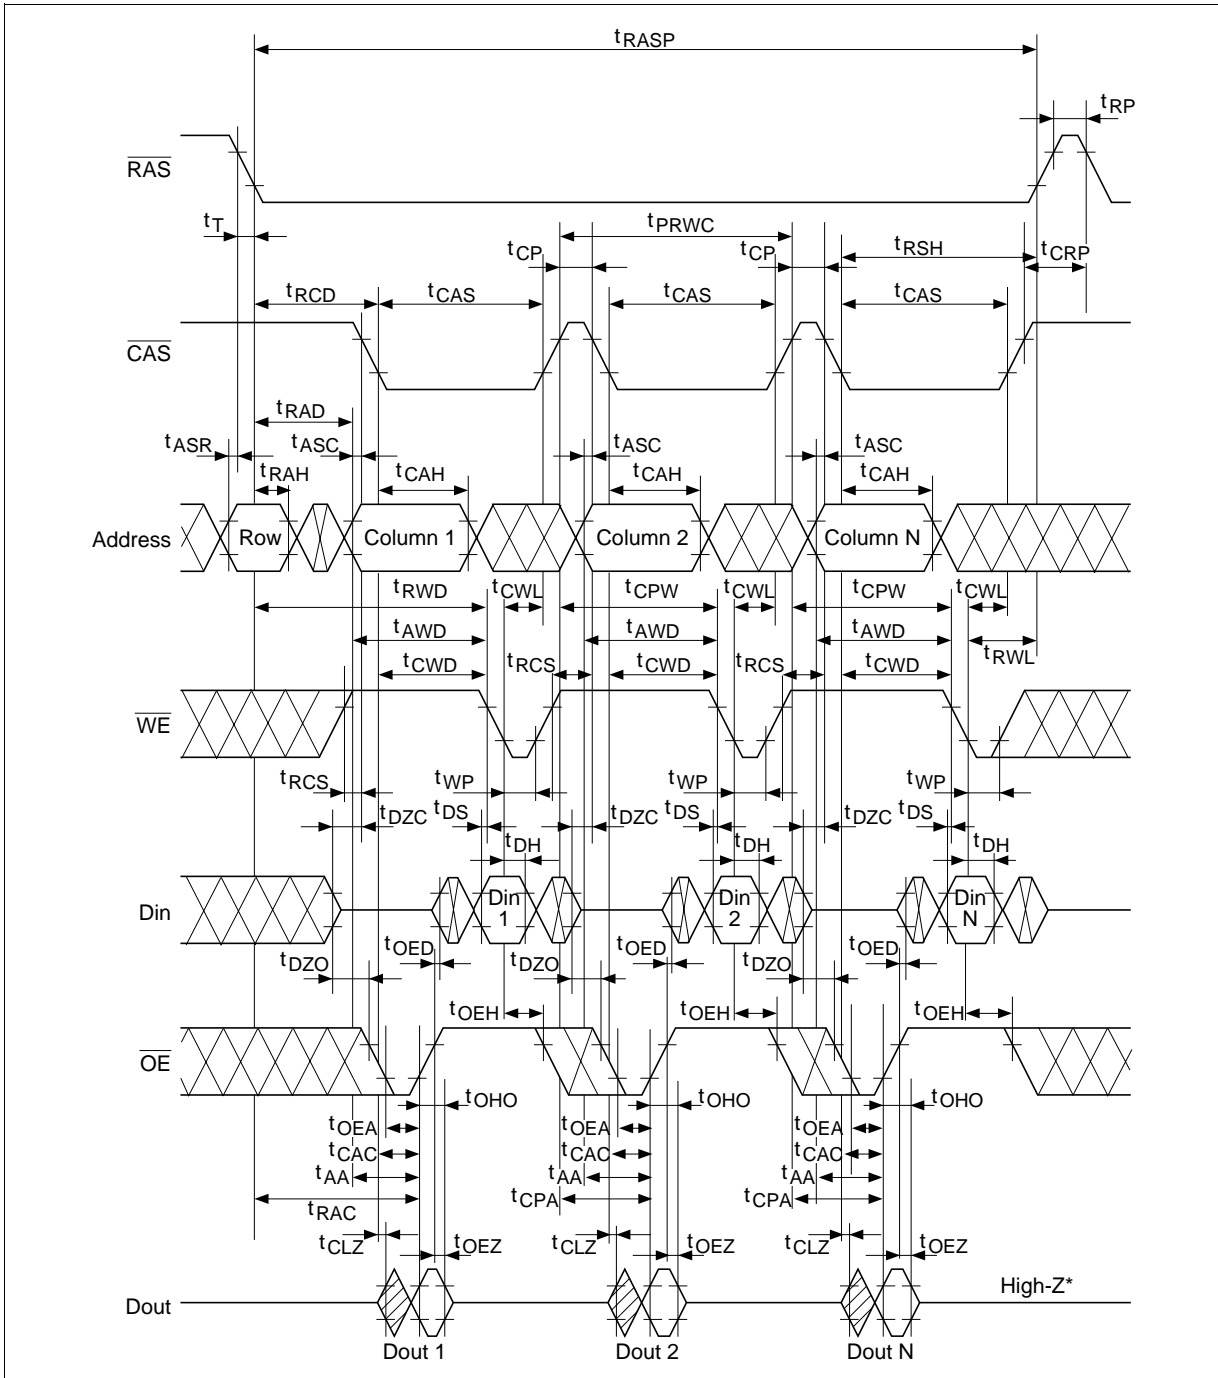 tRASP
tRP
RAS
tT
tPRWC
tCP
tCP
tRSH
tCRP
tRCD
tCAS
tCAS
tCAS
CAS
tRAD
tASR
tASC
tASC
tASC
tRAH
tCAH
tCAH
tCAH
Address
Row
Column 1
Column 2
Column N
tRWD
tCWL
tCPW
tCWL
tCPW
tCWL
tAWD
tAWD
tAWD
tRWL
tCWD
tRCS
tCWD
tRCS
tCWD
WE
tRCS
tWP
tWP
tWP
tDZC
tDS
tDZC
tDS
tDZC
tDS
tDH
tDH
tDH
Din
Din 1
Din 2
Din N
tDZO
tOED
tDZO
tOED
tDZO
tOED
tOEH
tOEH
tOEH
OE
tOHO
tOHO
tOHO
tOEA
tOEA
tOEA
tCAC
tCAC
tCAC
tAA
tAA
tAA
tRAC
tCPA
tCPA
tCLZ
tOEZ
tCLZ
tOEZ
tCLZ
tOEZ
High-Z*
Dout
Dout 1
Dout 2
Dout N